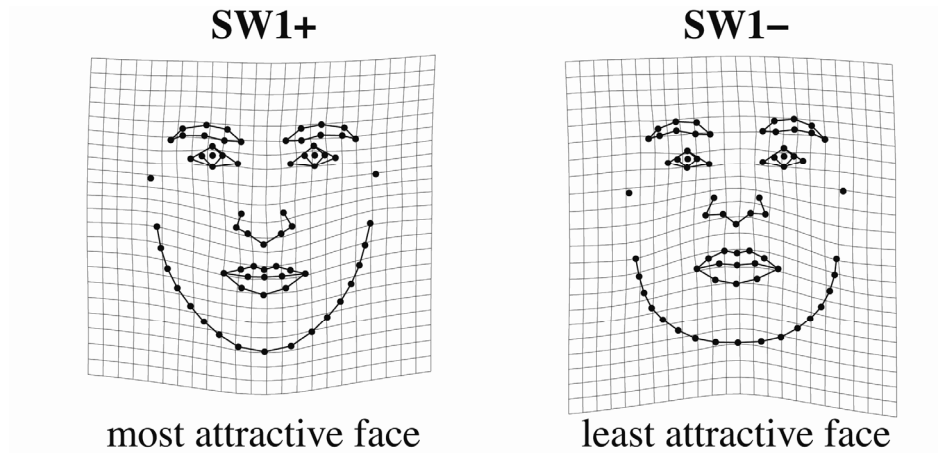 SW1+
SW1−
most attractive face
least attractive face